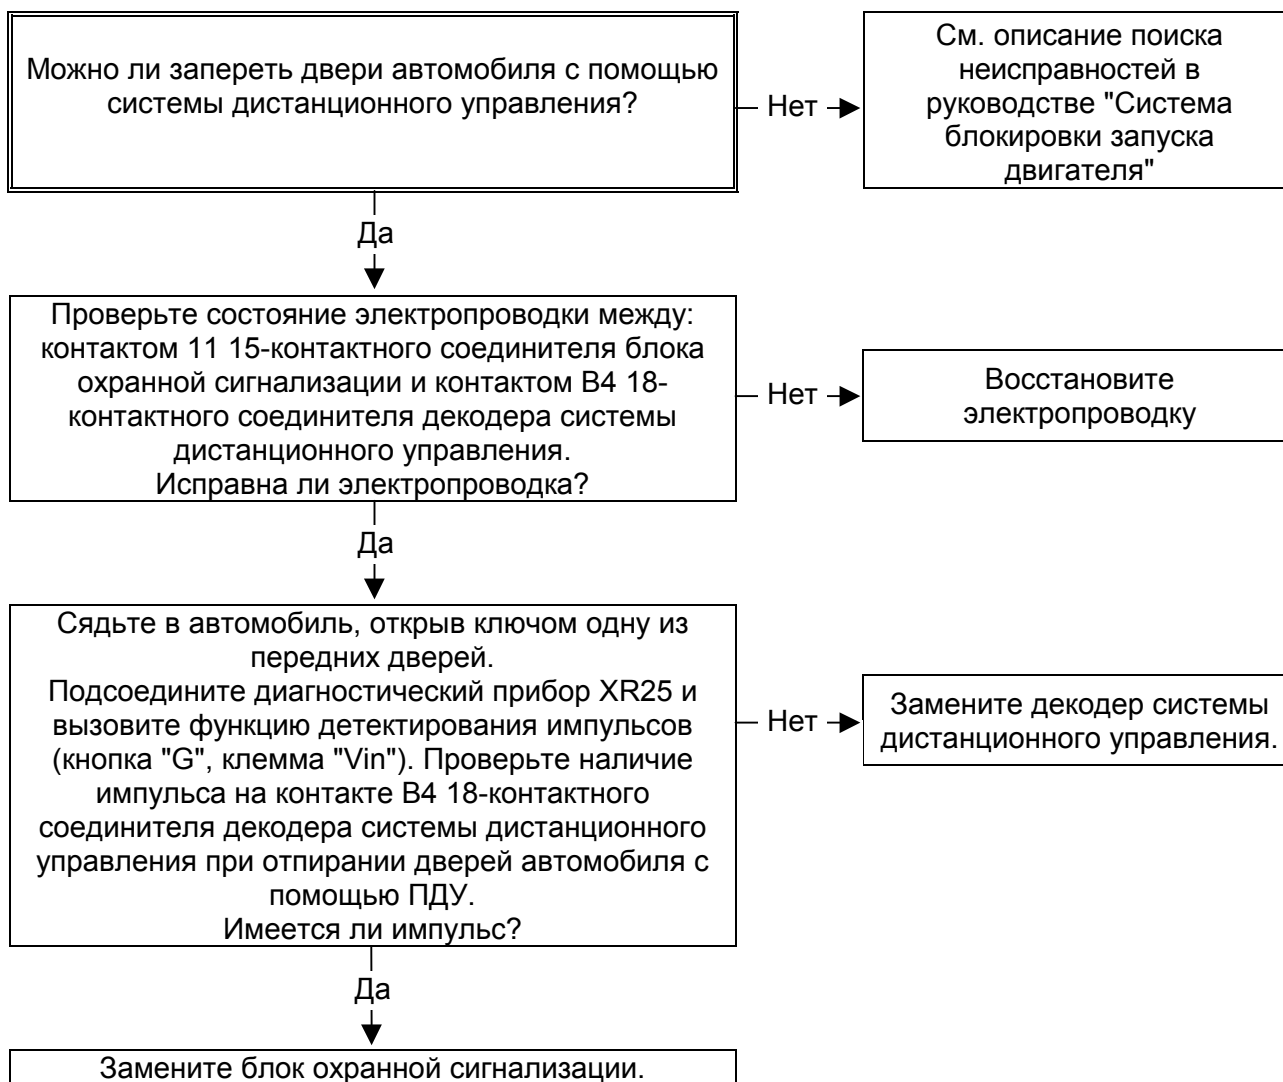 Можно ли запереть двери автомобиля с помощью
системы дистанционного управления?
Нет
См. описание поиска
неисправностей в
руководстве "Система
блокировки запуска
двигателя"
Да
Проверьте состояние электропроводки между:
контактом 11 15-контактного соединителя блока
охранной сигнализации и контактом В4 18-
контактного соединителя декодера системы
дистанционного управления.
Исправна ли электропроводка?
Нет
Восстановите
электропроводку
Да
Сядьте в автомобиль, открыв ключом одну из
передних дверей.
Подсоедините диагностический прибор XR25 и
вызовите функцию детектирования импульсов
(кнопка "G", клемма "Vin"). Проверьте наличие
импульса на контакте В4 18-контактного
соединителя декодера системы дистанционного
управления при отпирании дверей автомобиля с
помощью ПДУ.
Имеется ли импульс?
Нет
Замените декодер системы
дистанционного управления.
Да
Замените блок охранной сигнализации.